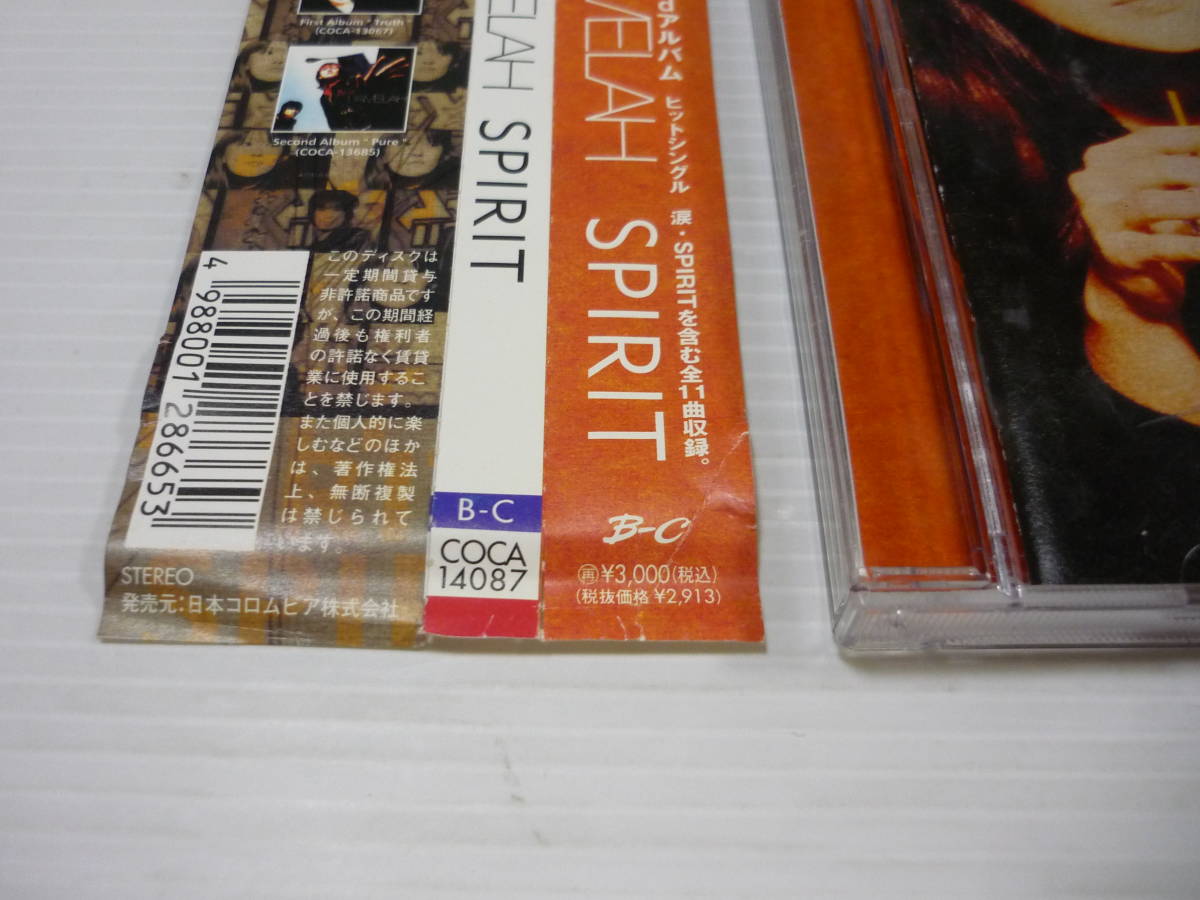 First Album " Truth "
(COCA-13067)
Second Album " Pure "
(COCA-13685)
このディスクは
一定期間貸与
非許諾商品です
が、この期間経
過後も権利者
の許諾なく賃貸
業に使用するこ
とを禁じます。
また個人的に楽
しむなどのほか
は、著作権法
上、無断複製
は禁じられて
います。
4 988001 286653
STEREO
発売元:日本コロムビア株式会社
ELAH SPIRIT
B-C
COCA
14087
dアルバム ヒットシングル 涙・SPIRITを含む全11曲収録。
VELAH SPIRIT
B-C
再¥3,000(税込)
(税抜価格¥2,913)